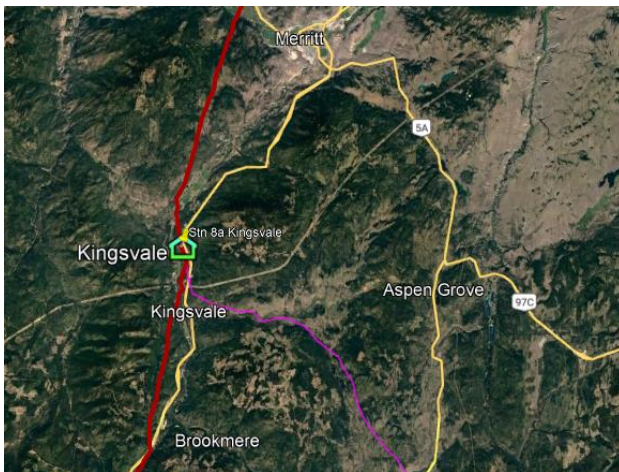 Merritt
5A
Stn 8a Kingsvale
Kingsvale
Aspen Grove
97C
Kingsvale
Brookmere